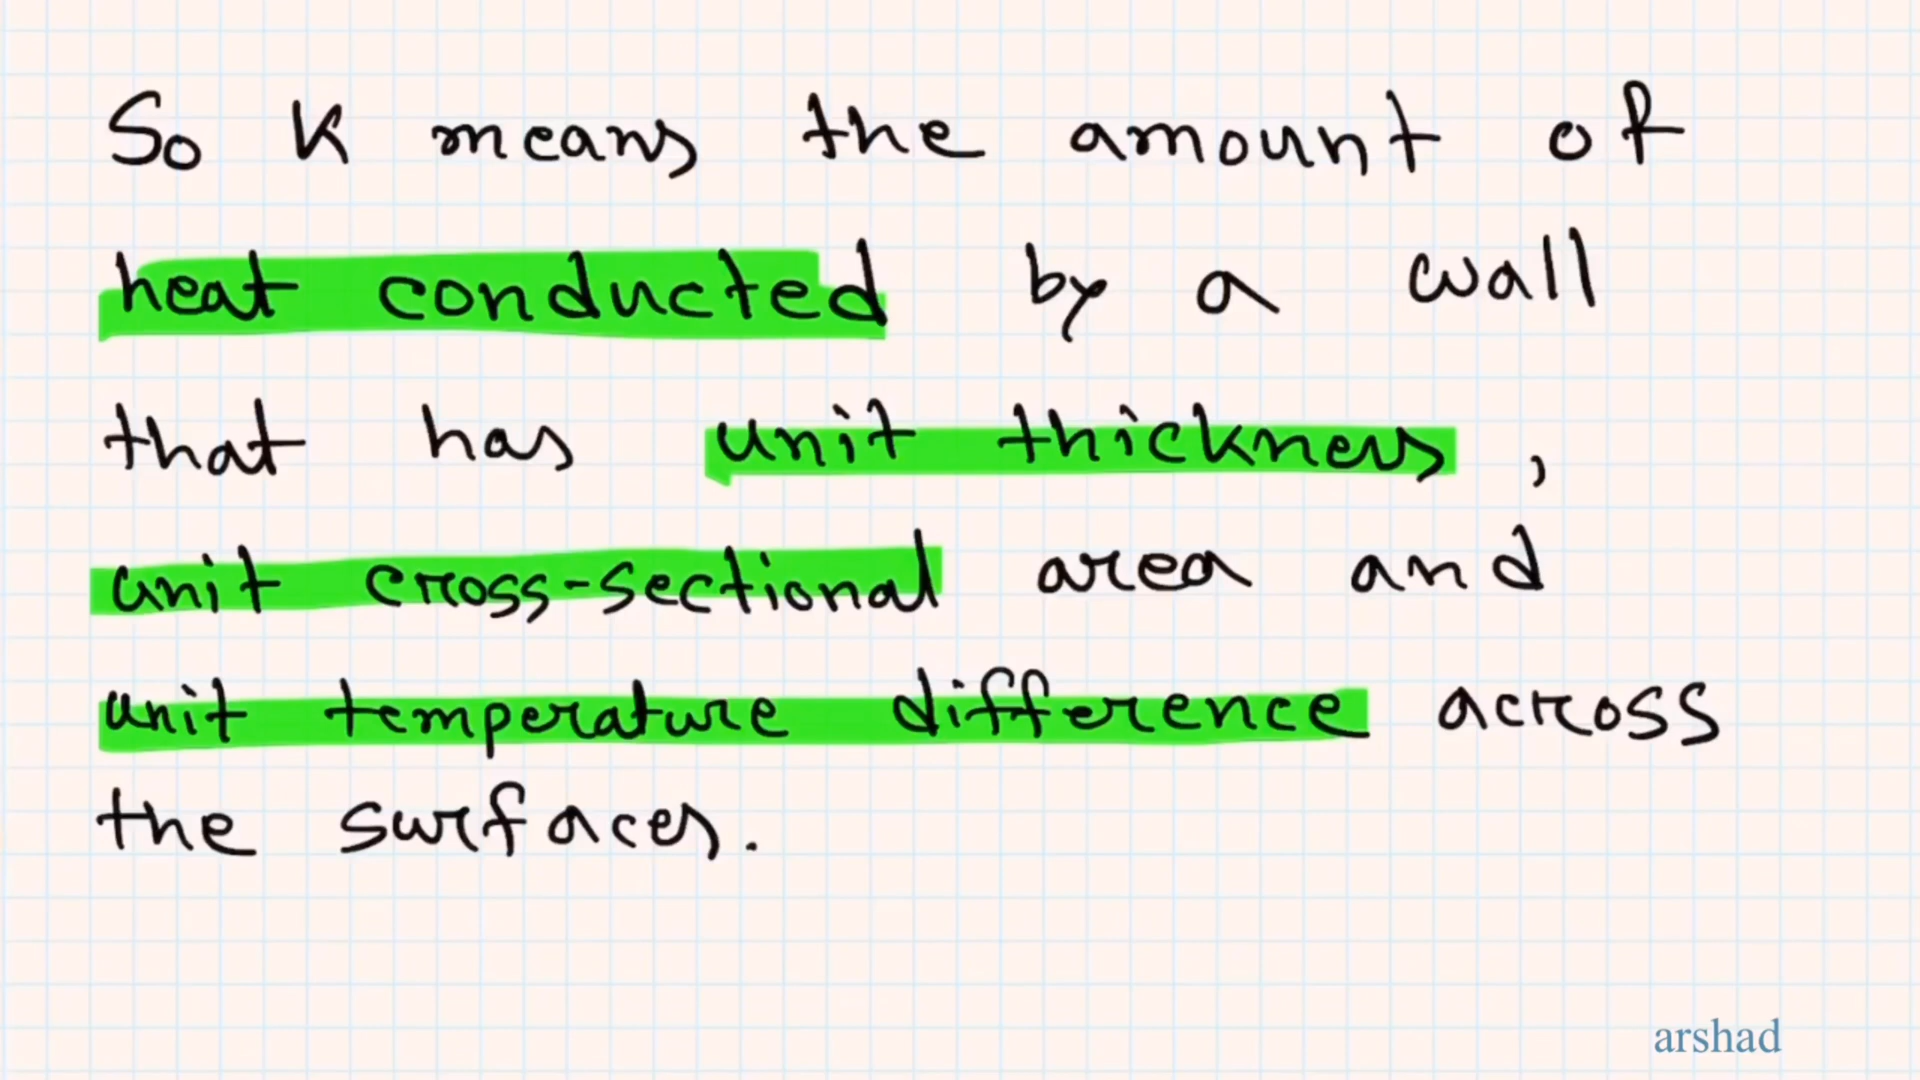 So K means the amount of
heat conducted by a wall
that has unit thickness,
unit cross-sectional area and
unit temperature difference across
the surfaces.
arshad